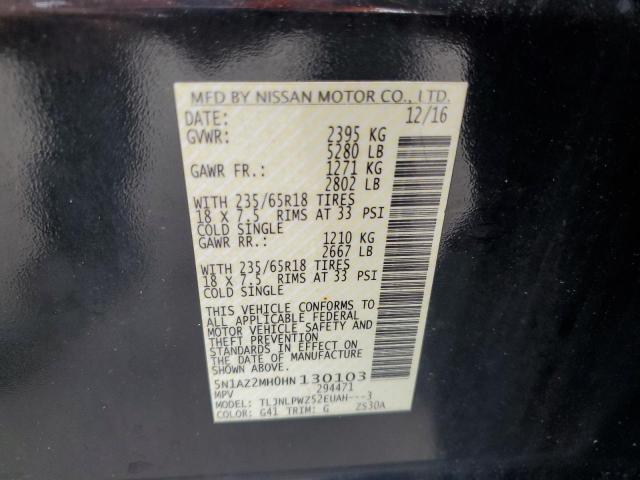 MFD BY NISSAN MOTOR CO., LTD.
DATE: 12/16
GVWR: 2395 KG
5280 LB
GAWR FR.: 1271 KG
2802 LB
WITH 235/65R18 TIRES
18 X 7.5 RIMS AT 33 PSI
COLD SINGLE
GAWR RR.: 1210 KG
2667 LB
WITH 235/65R18 TIRES
18 X 7.5 RIMS AT 33 PSI
COLD SINGLE
THIS VEHICLE CONFORMS TO
ALL APPLICABLE FEDERAL
MOTOR VEHICLE SAFETY AND
THEFT PREVENTION
STANDARDS IN EFFECT ON
THE DATE OF MANUFACTURE
SHOWN ABOVE.
5N1AZ2MH0HN130103
MPV 294471
MODEL: TLJNLPWZ52EUAH---3
COLOR: G41 TRIM: G ZS30A